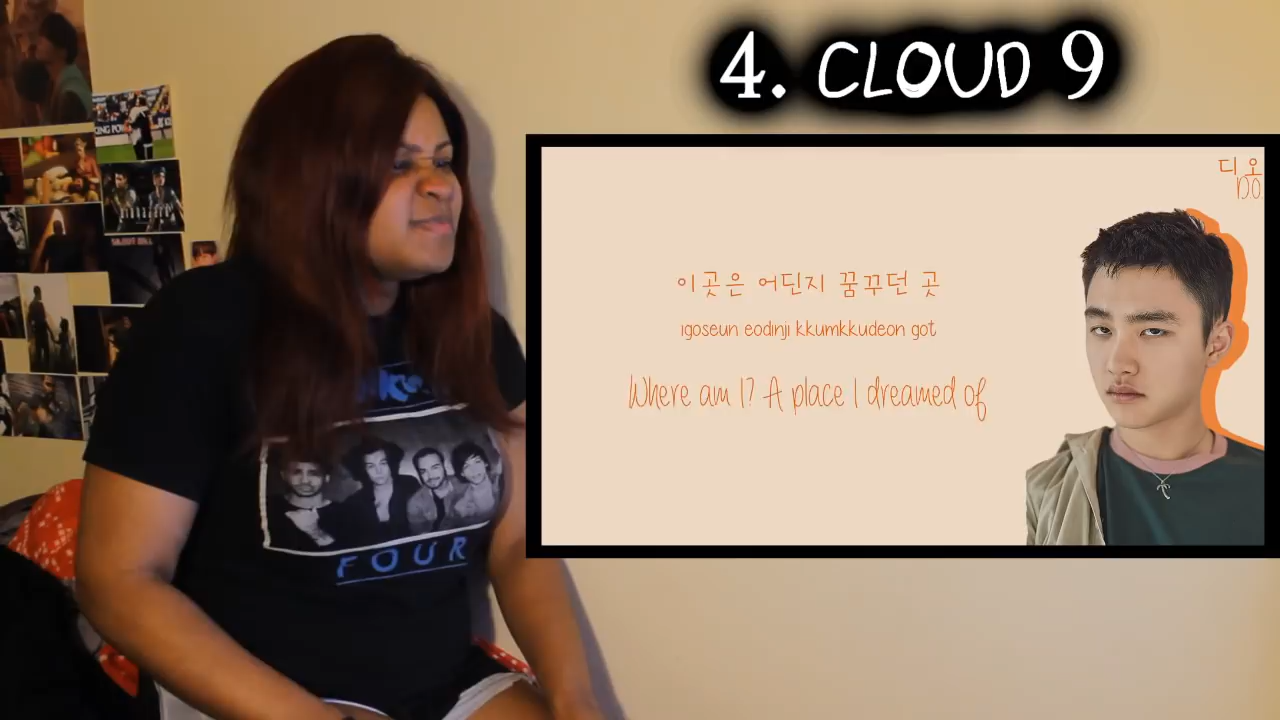 4. CLOUD 9
디오
D.O.
이곳은 어딘지 꿈꾸던 곳
igoseun eodinji kkumkkudeon got
Where am I? A place I dreamed of
FOUR